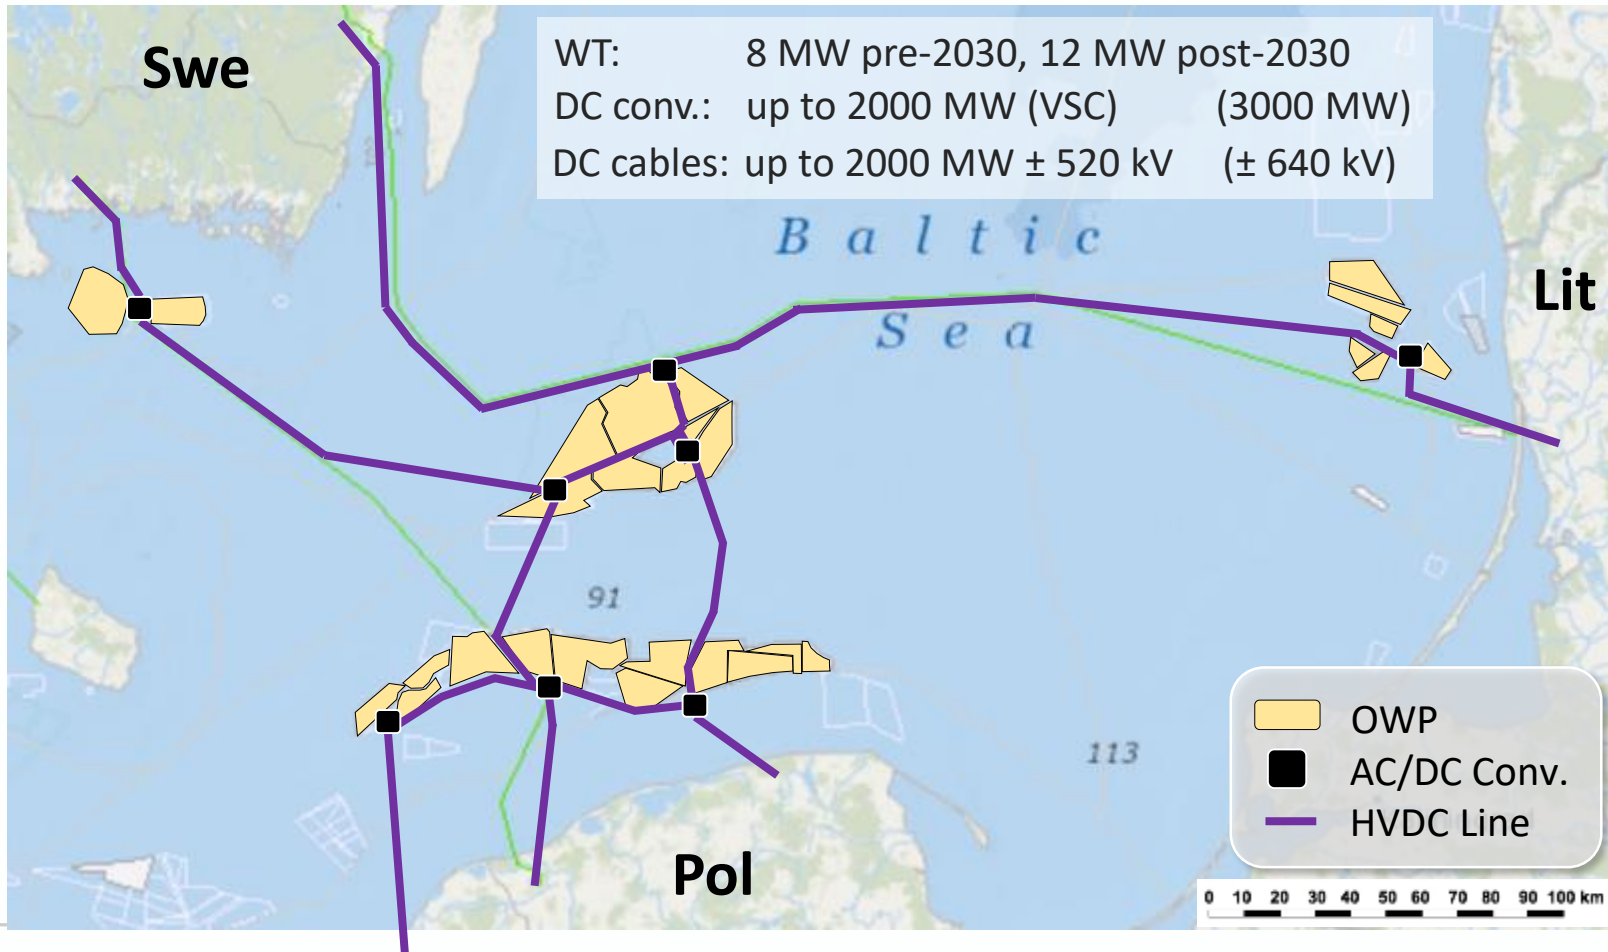 Swe
WT: 8 MW pre-2030, 12 MW post-2030
DC conv.: up to 2000 MW (VSC) (3000 MW)
DC cables: up to 2000 MW ± 520 kV (± 640 kV)
Baltic
Lit
Sea
91
113
OWP
AC/DC Conv.
HVDC Line
Pol
0 10 20 30 40 50 60 70 80 90 100 km